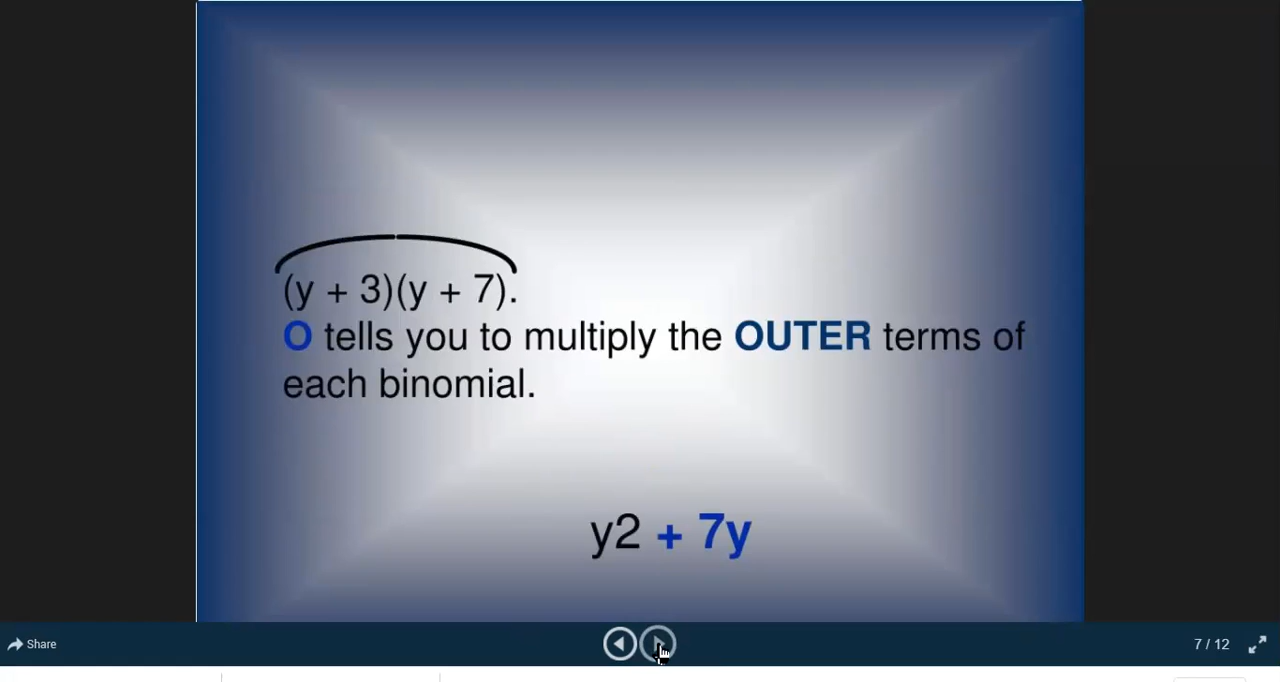 (y + 3)(y + 7).
O tells you to multiply the OUTER terms of
each binomial.
y2 + 7y
Share
7 / 12